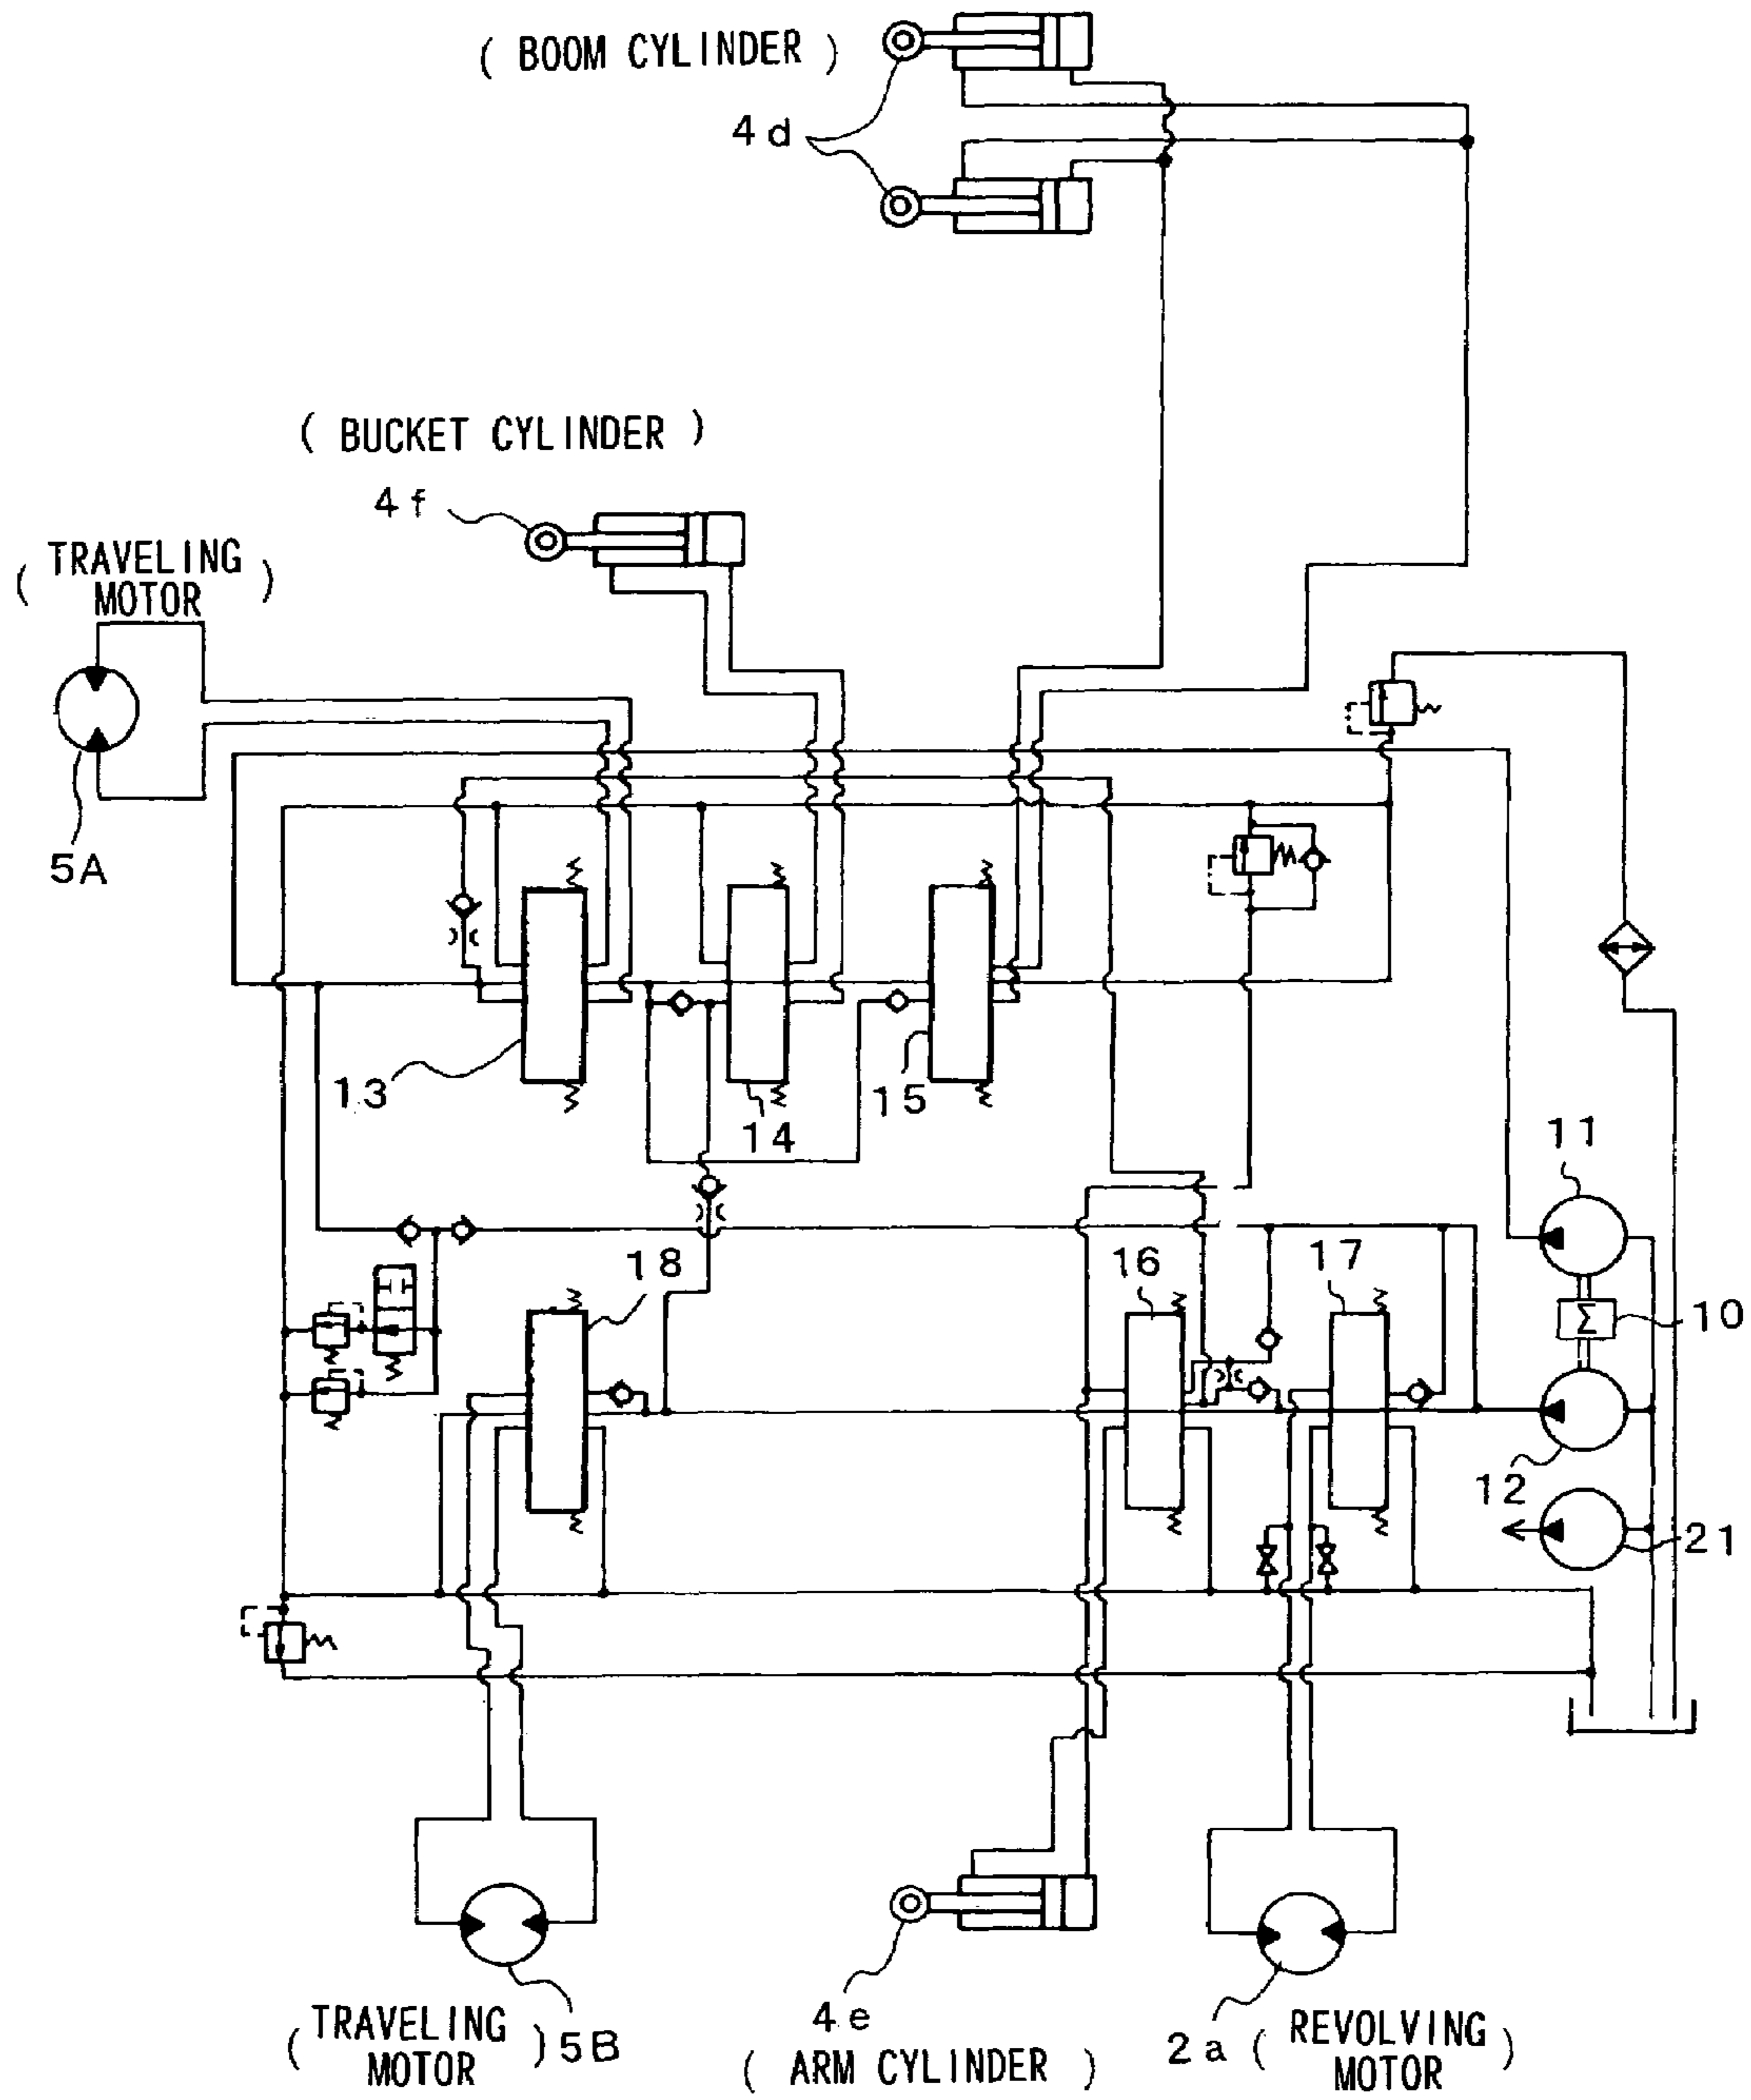 ( BOOM CYLINDER )
4d
( BUCKET CYLINDER )
4f
( TRAVELING MOTOR )
5A
13
14
15
11
18
16
17
Σ
10
12
21
( TRAVELING MOTOR ) 5B
4e
( ARM CYLINDER )
2a ( REVOLVING MOTOR )